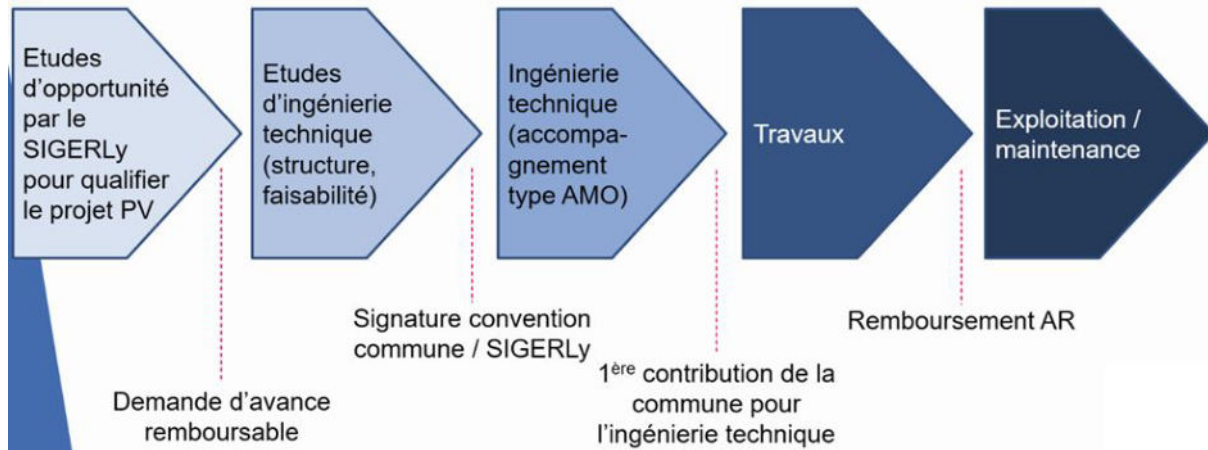 Etudes
d'opportunité
par le
SIGERLy
pour qualifier
le projet PV
Etudes
d'ingénierie
technique
(structure,
faisabilité)
Ingénierie
technique
(accompa-
gnement
type AMO)
Travaux
Exploitation /
maintenance
Demande d'avance
remboursable
Signature convention
commune / SIGERLy
1ère contribution de la
commune pour
l'ingénierie technique
Remboursement AR